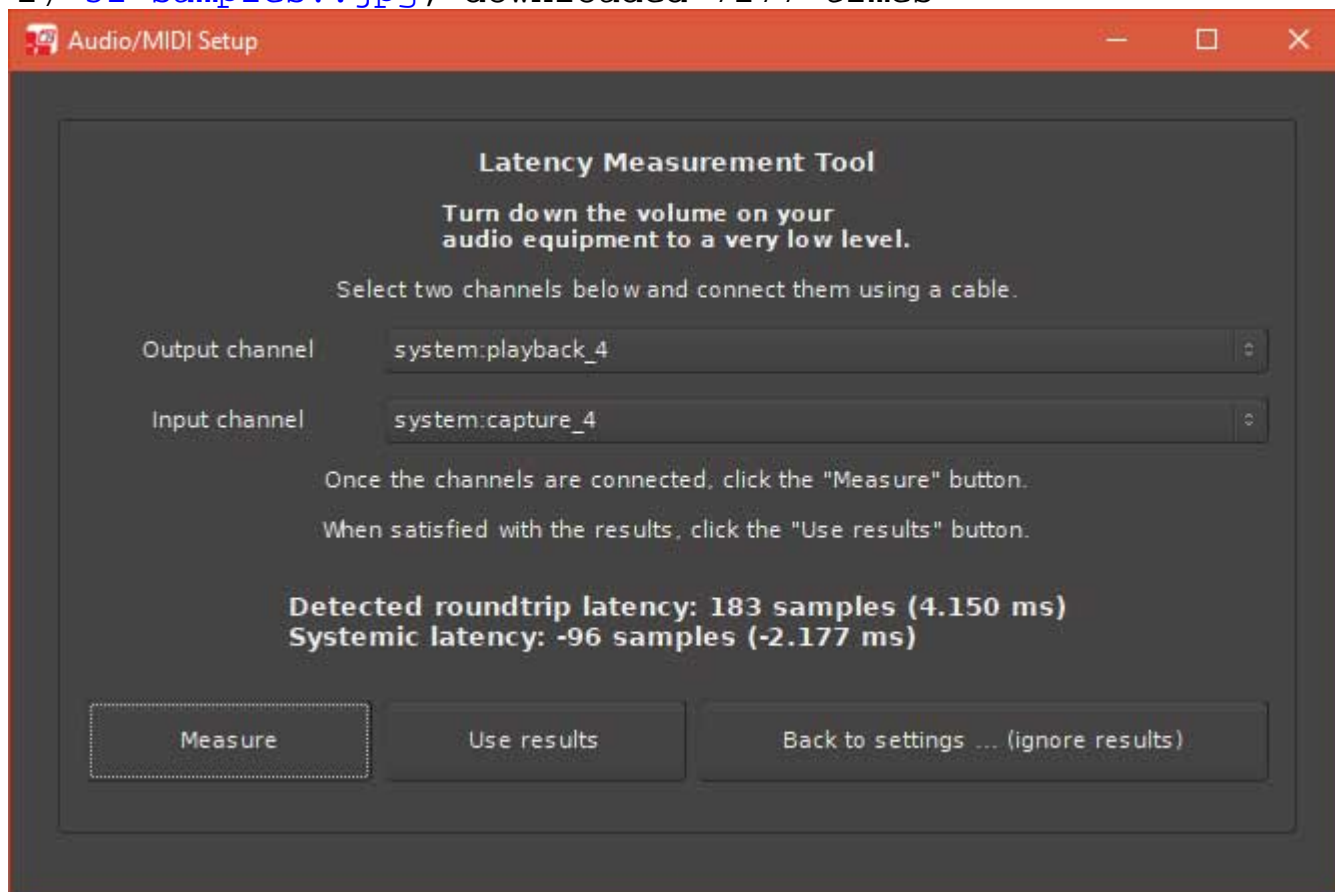 Audio/MIDI Setup
Latency Measurement Tool
Turn down the volume on your
audio equipment to a very low level.
Select two channels below and connect them using a cable.
Output channel system:playback_4
Input channel system:capture_4
Once the channels are connected, click the "Measure" button.
When satisfied with the results, click the "Use results" button.
Detected roundtrip latency: 183 samples (4.150 ms)
Systemic latency: -96 samples (-2.177 ms)
Measure Use results Back to settings ... (ignore results)